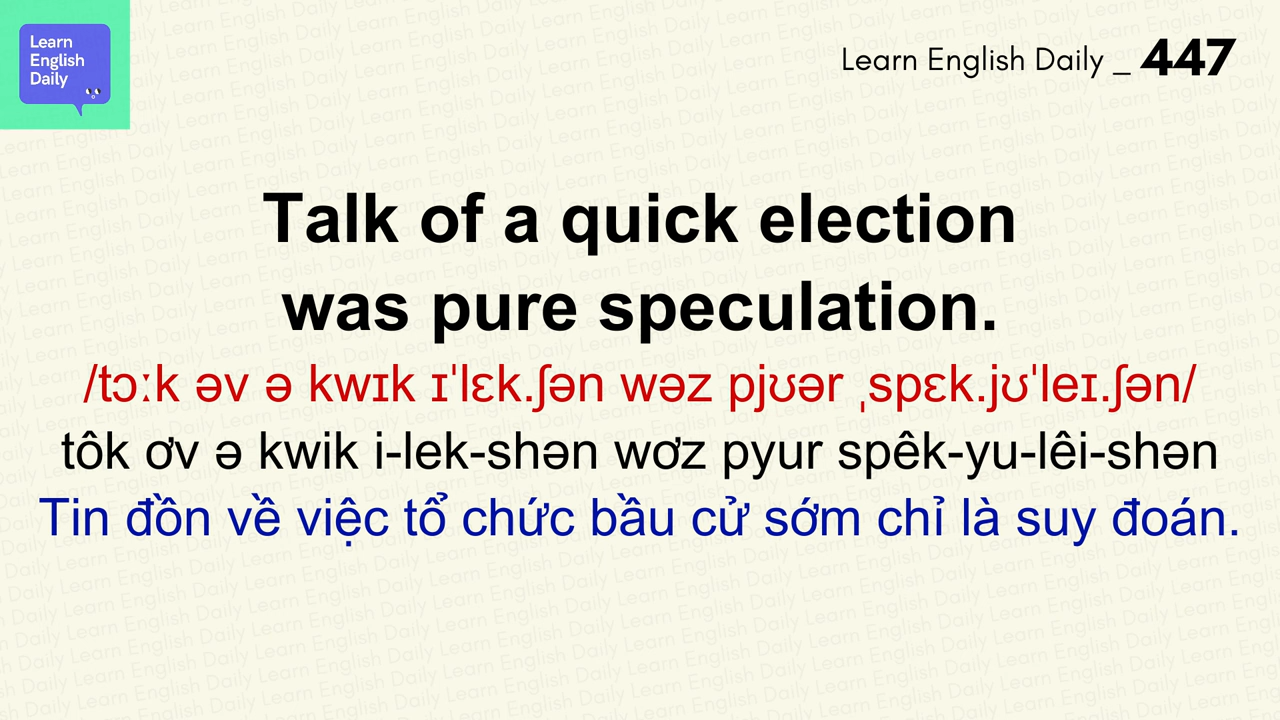 Learn
English
Daily
Learn English Daily _ 447
Talk of a quick election
was pure speculation.
/tɔːk əv ə kwɪk ɪˈlɛk.ʃən wəz pjʊər ˌspɛk.jʊˈleɪ.ʃən/
tôk ơv ə kwik i-lek-shən wơz pyur spêk-yu-lêi-shən
Tin đồn về việc tổ chức bầu cử sớm chỉ là suy đoán.